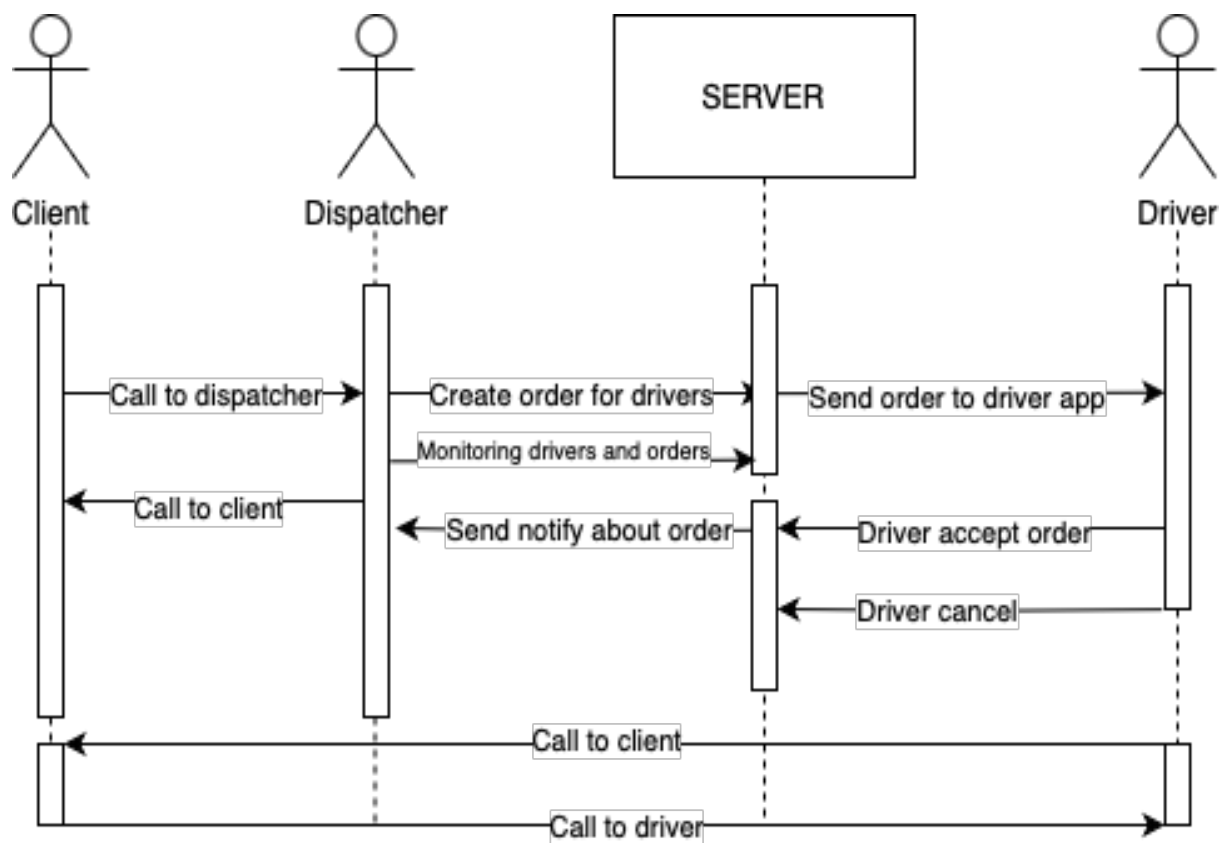 SERVER
Client
Dispatcher
Driver
Call to dispatcher
Create order for drivers
Send order to driver app
Monitoring drivers and orders
Call to client
Send notify about order
Driver accept order
Driver cancel
Call to client
Call to driver